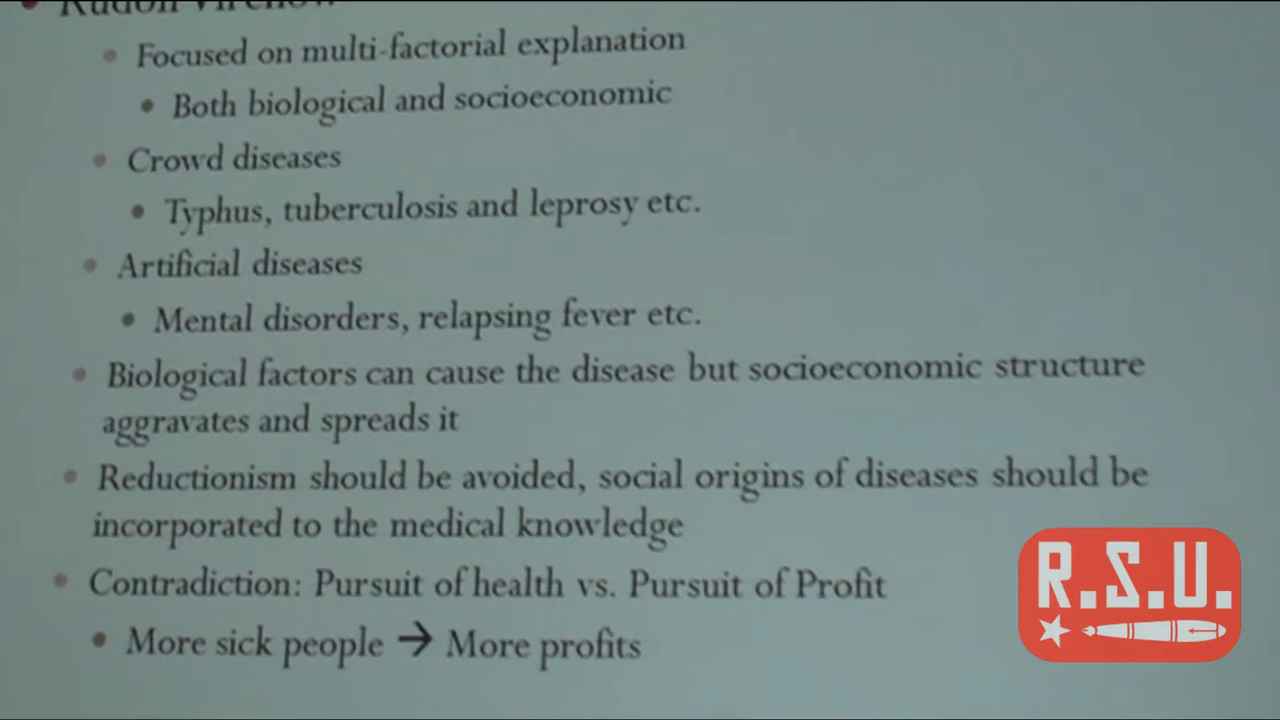 Focused on multi-factorial explanation
Both biological and socioeconomic
Crowd diseases
Typhus, tuberculosis and leprosy etc.
Artificial diseases
Mental disorders, relapsing fever etc.
Biological factors can cause the disease but socioeconomic structure
aggravates and spreads it
Reductionism should be avoided, social origins of diseases should be
incorporated to the medical knowledge
Contradiction: Pursuit of health vs. Pursuit of Profit
More sick people → More profits
R.S.U.